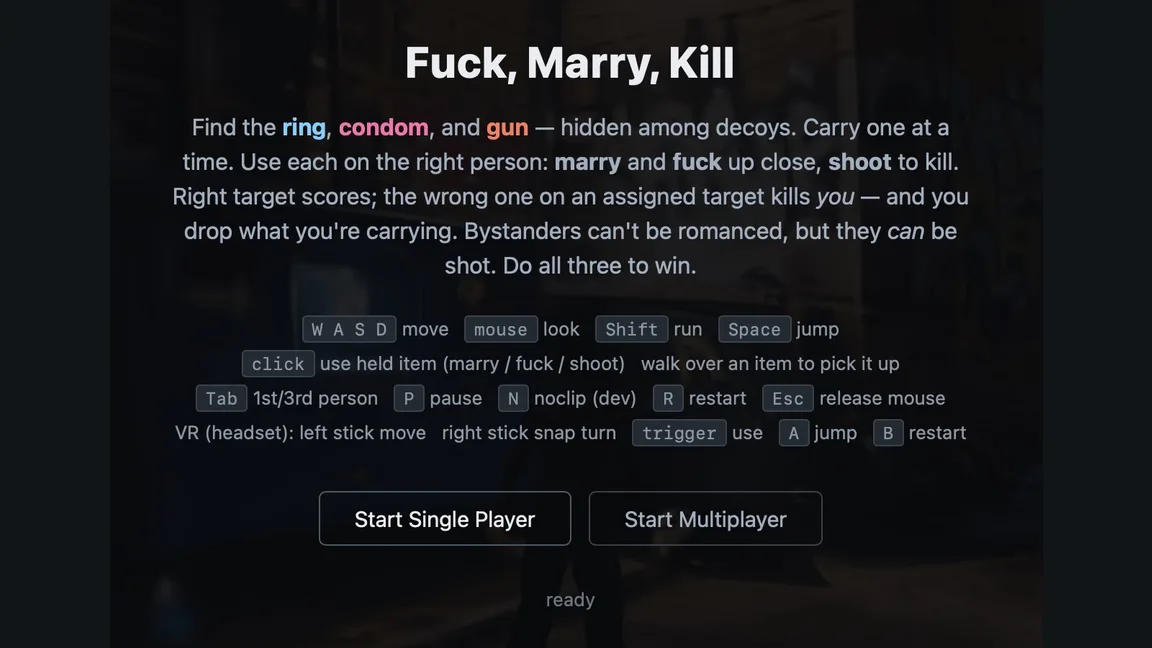 Fuck, Marry, Kill
Find the ring, condom, and gun — hidden among decoys. Carry one at a
time. Use each on the right person: marry and fuck up close, shoot to kill.
Right target scores; the wrong one on an assigned target kills you — and you
drop what you're carrying. Bystanders can't be romanced, but they can be
shot. Do all three to win.
W A S D move mouse look Shift run Space jump
click use held item (marry / fuck / shoot) walk over an item to pick it up
Tab 1st/3rd person P pause N noclip (dev) R restart Esc release mouse
VR (headset): left stick move right stick snap turn trigger use A jump B restart
Start Single Player Start Multiplayer
ready